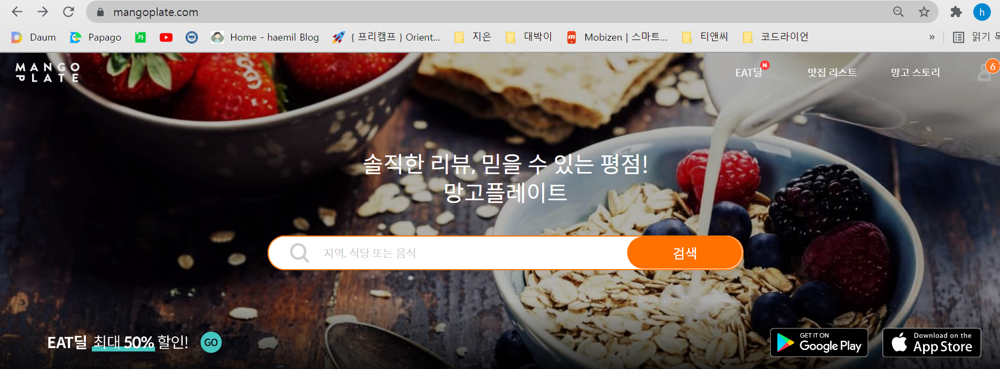 mangoplate.com
h
Daum
Papago
가
Home - haemil Blog
{ 프리캠프 } Orient...
지은
대박이
m
Mobizen | 스마트...
티앤씨
코드라이언
»
읽기
MANGO
PLATE
EAT딜
N
맛집 리스트
망고 스토리
6
솔직한 리뷰, 믿을 수 있는 평점!
망고플레이트
지역, 식당 또는 음식
검색
EAT딜 최대 50% 할인!
GO
GET IT ON
Google Play
Download on the
App Store